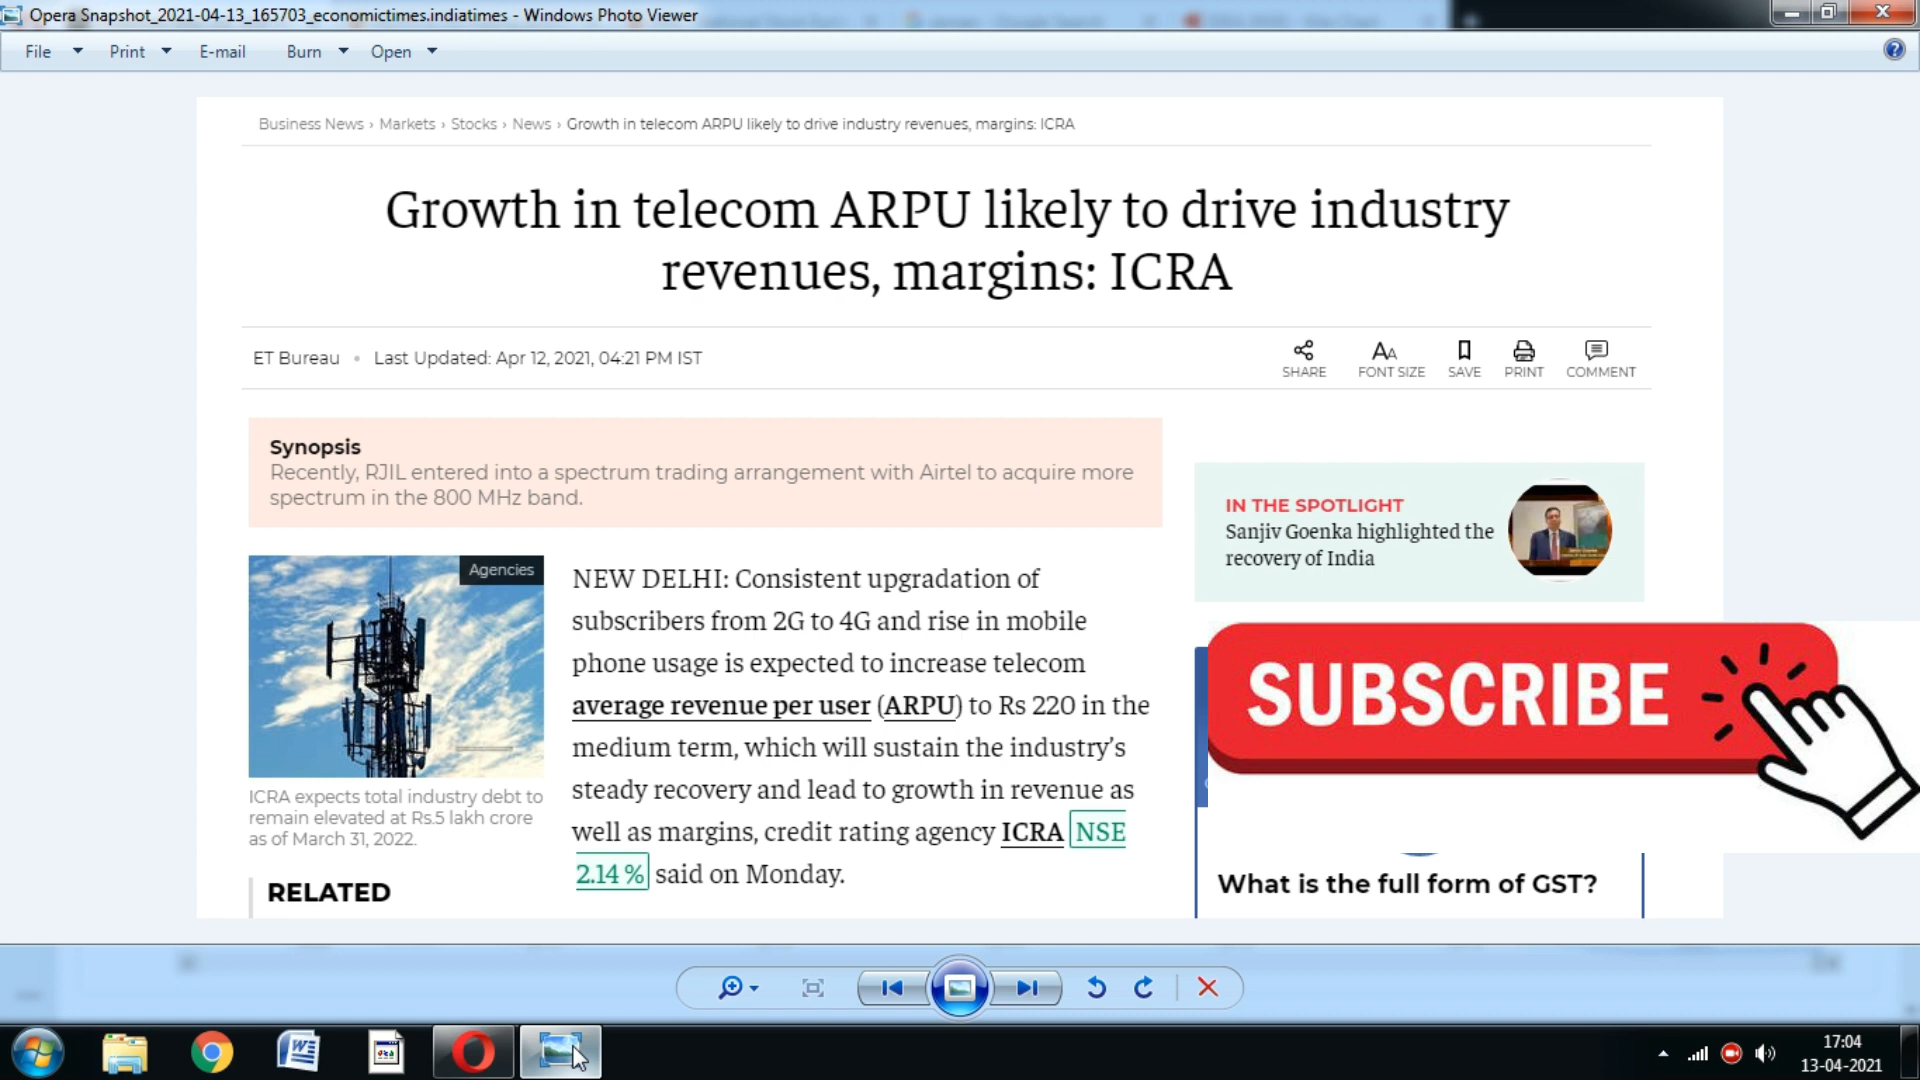 Opera Snapshot_2021-04-13_165703_economictimes.indiatimes - Windows Photo Viewer
File Print E-mail Burn Open
Business News › Markets › Stocks › News › Growth in telecom ARPU likely to drive industry revenues, margins: ICRA
Growth in telecom ARPU likely to drive industry
revenues, margins: ICRA
ET Bureau • Last Updated: Apr 12, 2021, 04:21 PM IST
SHARE FONT SIZE SAVE PRINT COMMENT
Synopsis
Recently, RJIL entered into a spectrum trading arrangement with Airtel to acquire more
spectrum in the 800 MHz band.
Agencies
ICRA expects total industry debt to
remain elevated at Rs.5 lakh crore
as of March 31, 2022.
RELATED
NEW DELHI: Consistent upgradation of
subscribers from 2G to 4G and rise in mobile
phone usage is expected to increase telecom
average revenue per user (ARPU) to Rs 220 in the
medium term, which will sustain the industry's
steady recovery and lead to growth in revenue as
well as margins, credit rating agency ICRA NSE
2.14 % said on Monday.
IN THE SPOTLIGHT
Sanjiv Goenka highlighted the
recovery of India
SUBSCRIBE
What is the full form of GST?
17:04
13-04-2021